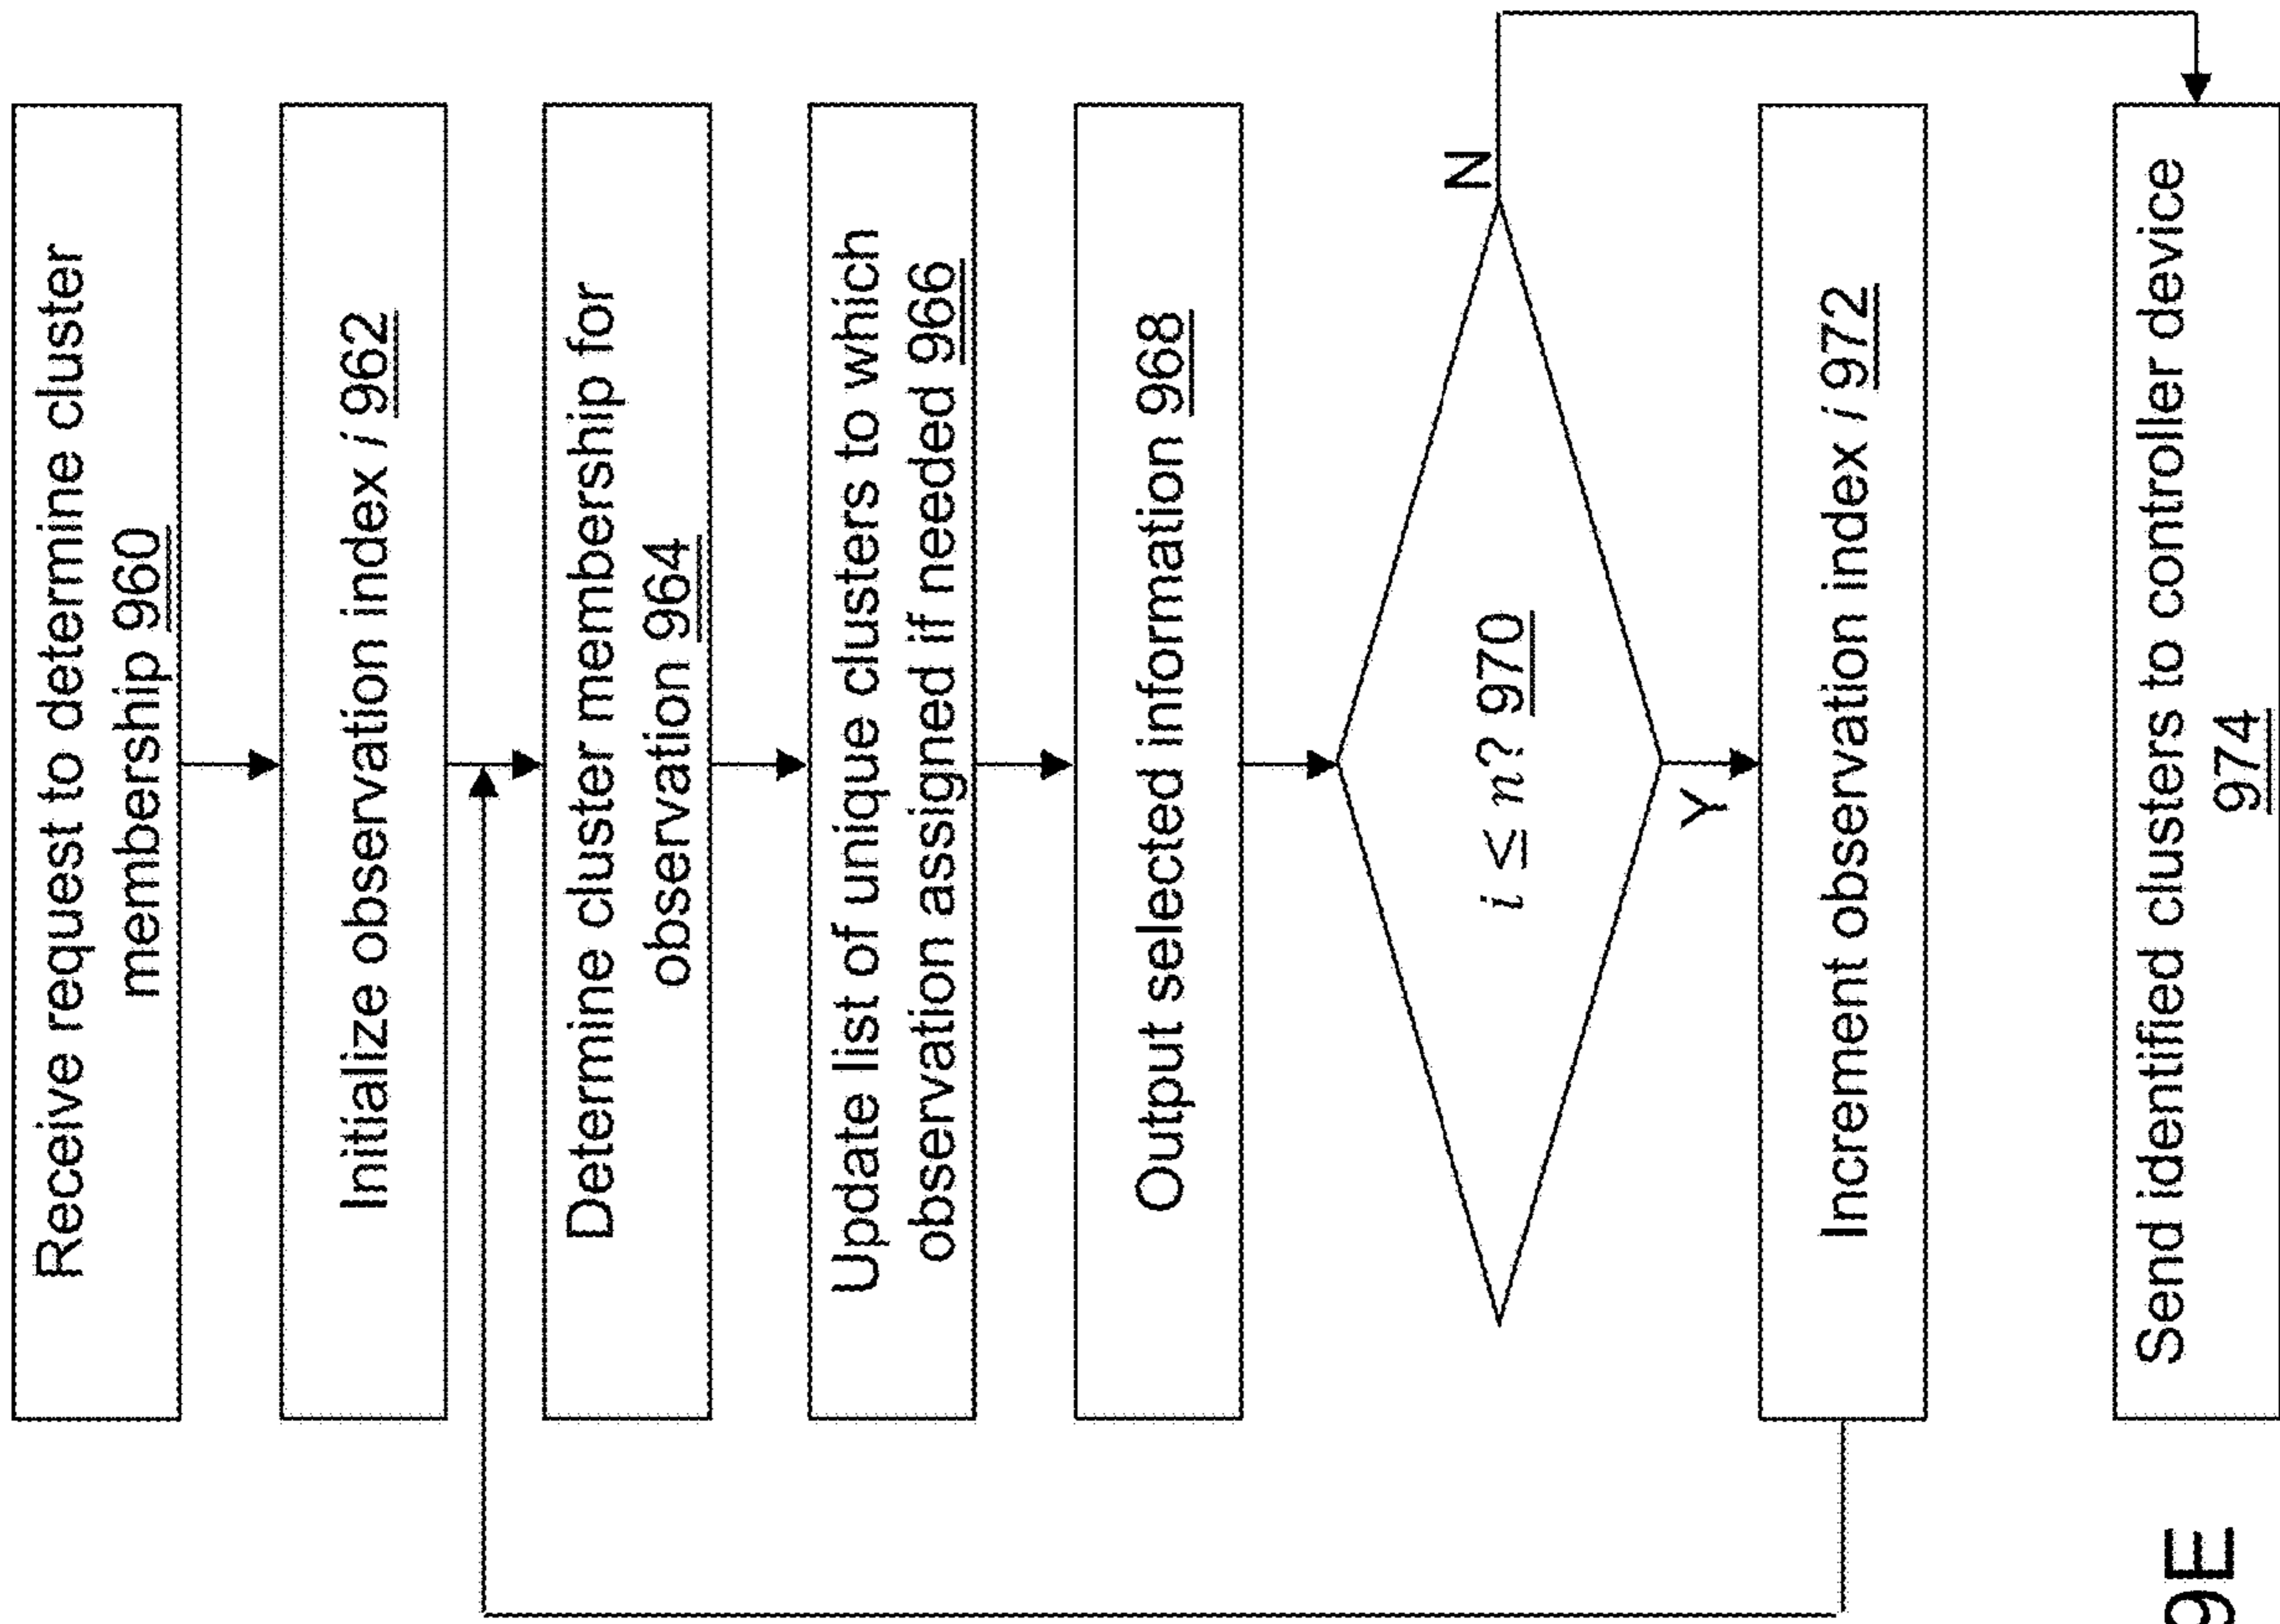 Receive request to determine cluster
membership 960
Initialize observation index i 962
Determine cluster membership for
observation 964
Update list of unique clusters to which
observation assigned if needed 966
Output selected information 968
i ≤ n? 970
N
Y
Increment observation index i 972
Send identified clusters to controller device
974
9E